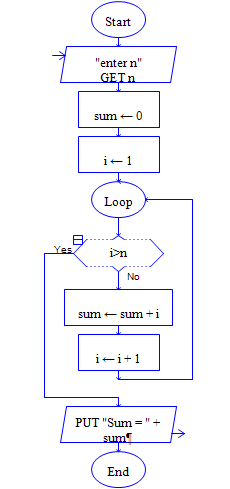 Start
"enter n"
GET n
sum ← 0
i ← 1
Loop
Yes
i>n
No
sum ← sum + i
i ← i + 1
PUT "Sum = " +
sum¶
End